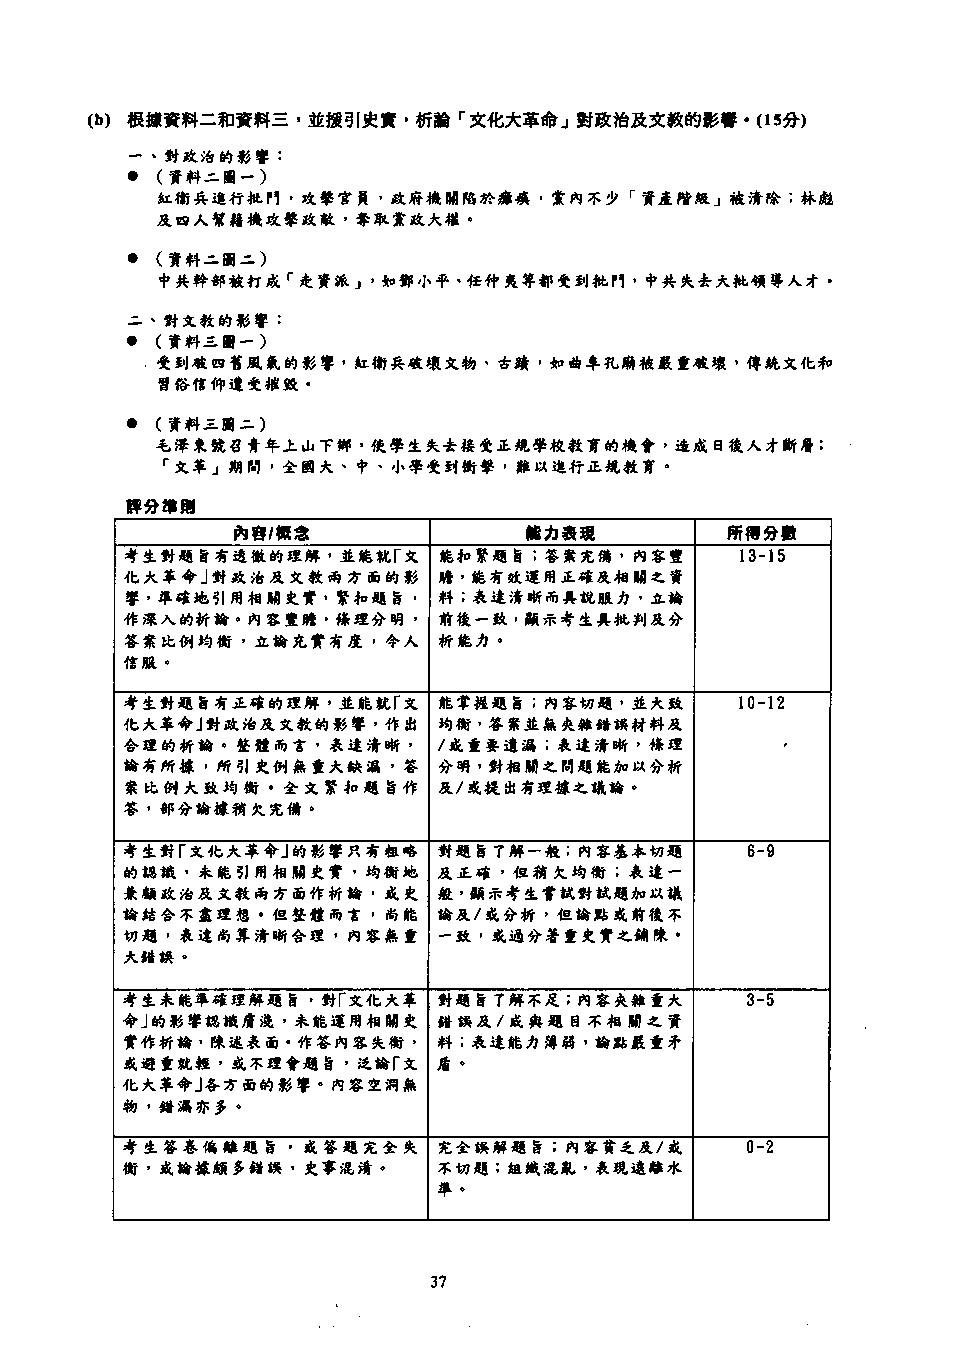 (b) 根據資料二和資料三，並援引史實，析論「文化大革命」對政治及文教的影響。(15分)
一、對政治的影響：
● （資料二圖一）
紅衛兵進行批鬥，攻擊官員，政府機關陷於癱瘓，黨內不少「資產階級」被清除；林彪
及四人幫藉機攻擊政敵，奪取黨政大權。
● （資料二圖二）
中共幹部被打成「走資派」，如鄧小平、任仲夷等都受到批鬥，中共失去大批領導人才。
二、對文教的影響：
● （資料三圖一）
受到破四舊風氣的影響，紅衛兵破壞文物、古蹟，如曲阜孔廟被嚴重破壞，傳統文化和
習俗信仰遭受摧毀。
● （資料三圖二）
毛澤東號召青年上山下鄉，使學生失去接受正規學校教育的機會，造成日後人才斷層；
「文革」期間，全國大、中、小學受到衝擊，難以進行正規教育。
評分準則
內容/概念 能力表現 所得分數
考生對題旨有透徹的理解，並能就「文
化大革命」對政治及文教兩方面的影
響，準確地引用相關史實，緊扣題旨，
作深入的析論。內容豐贍，條理分明，
答案比例均衡，立論充實有度，令人
信服。
能扣緊題旨；答案完備，內容豐
贍，能有效運用正確及相關之資
料；表達清晰而具說服力，立論
前後一致，顯示考生具批判及分
析能力。
13-15
考生對題旨有正確的理解，並能就「文
化大革命」對政治及文教的影響，作出
合理的析論。整體而言，表達清晰，
論有所據，所引史例無重大缺漏，答
案比例大致均衡。全文緊扣題旨作
答，部分論據稍欠完備。
能掌握題旨；內容切題，並大致
均衡，答案並無夾雜錯誤材料及
/或重要遺漏；表達清晰，條理
分明，對相關之問題能加以分析
及/或提出有理據之議論。
10-12
考生對「文化大革命」的影響只有粗略
的認識，未能引用相關史實，均衡地
兼顧政治及文教兩方面作析論，或史
論結合不盡理想。但整體而言，尚能
切題，表達尚算清晰合理，內容無重
大錯誤。
對題旨了解一般；內容基本切題
及正確，但稍欠均衡；表達一
般，顯示考生嘗試對試題加以議
論及/或分析，但論點或前後不
一致，或過分著重史實之鋪陳。
6-9
考生未能準確理解題旨，對「文化大革
命」的影響認識膚淺，未能運用相關史
實作析論，陳述表面。作答內容失衡，
或避重就輕，或不理會題旨，泛論「文
化大革命」各方面的影響。內容空洞無
物，錯漏亦多。
對題旨了解不足；內容夾雜重大
錯誤及/或與題目不相關之資
料；表達能力薄弱，論點嚴重矛
盾。
3-5
考生答卷偏離題旨，或答題完全失
衡，或論據頗多錯誤，史事混淆。
完全誤解題旨；內容貧乏及/或
不切題；組織混亂，表現遠離水
準。
0-2
37